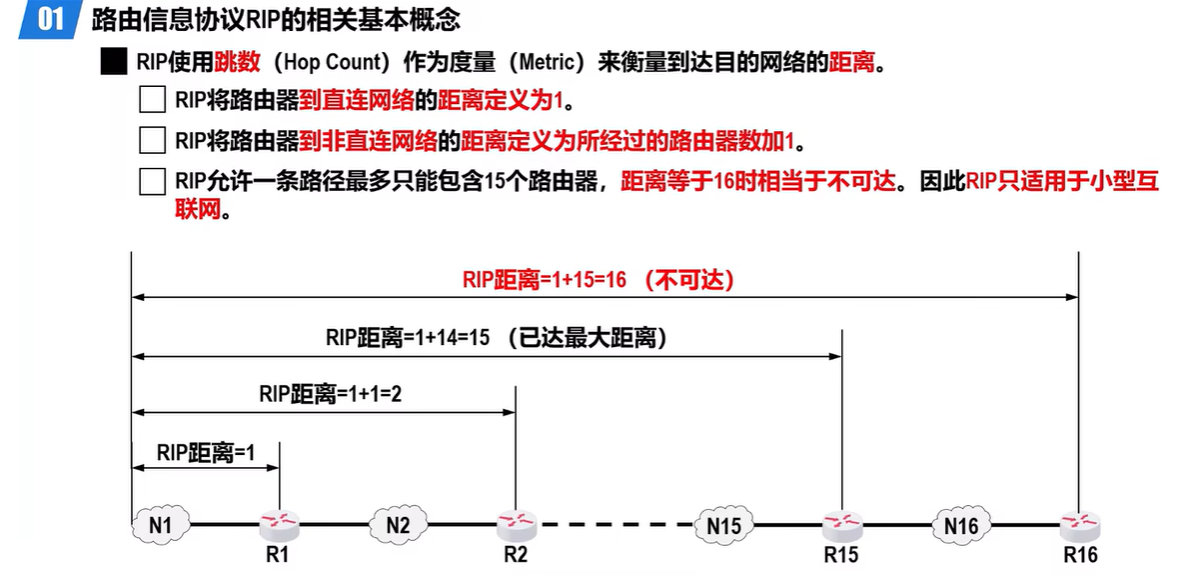 01 路由信息协议RIP的相关基本概念
RIP使用跳数（Hop Count）作为度量（Metric）来衡量到达目的网络的距离。
RIP将路由器到直连网络的距离定义为1。
RIP将路由器到非直连网络的距离定义为所经过的路由器数加1。
RIP允许一条路径最多只能包含15个路由器，距离等于16时相当于不可达。因此RIP只适用于小型互
联网。
RIP距离=1+15=16 （不可达）
RIP距离=1+14=15 （已达最大距离）
RIP距离=1+1=2
RIP距离=1
N1 N2 N15 N16
R1 R2 R15 R16